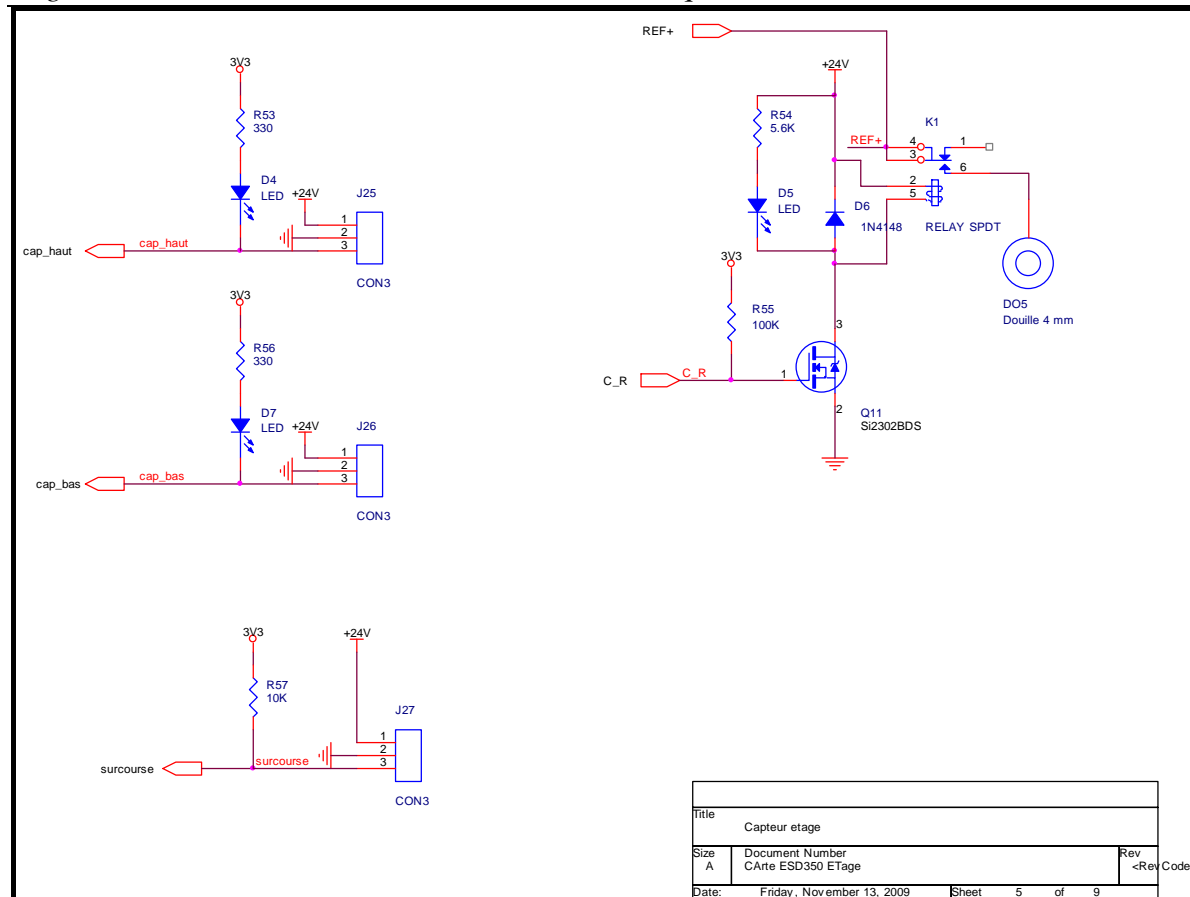 REF+
3V3
R53
330
D4
LED
+24V
J25
1
2
3
CON3
cap_haut
cap_haut
3V3
R56
330
D7
LED
+24V
J26
1
2
3
CON3
cap_bas
cap_bas
3V3
+24V
R57
10K
J27
1
2
3
CON3
surcourse
surcourse
+24V
R54
5.6K
K1
REF+
4
3
1
6
2
5
D5
LED
D6
1N4148
RELAY SPDT
3V3
R55
100K
DO5
Douille 4 mm
3
C_R
C_R
1
2
Q11
Si2302BDS
Title
Capteur etage
Size
A
Document Number
CArte ESD350 ETage
Rev
<RevCode
Date:
Friday, November 13, 2009
Sheet
5 of 9